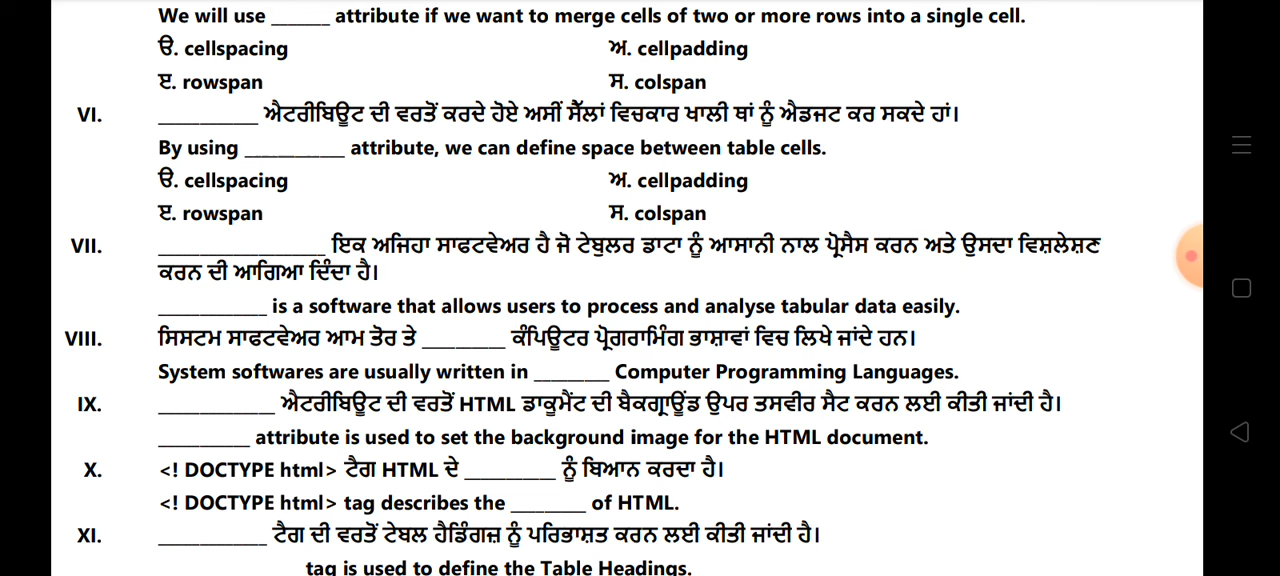 We will use ______ attribute if we want to merge cells of two or more rows into a single cell.
ੳ. cellspacing ਅ. cellpadding
ੲ. rowspan ਸ. colspan
VI. __________ ਐਟਰੀਬਿਊਟ ਦੀ ਵਰਤੋਂ ਕਰਦੇ ਹੋਏ ਅਸੀਂ ਸੈੱਲਾਂ ਵਿਚਕਾਰ ਖਾਲੀ ਥਾਂ ਨੂੰ ਐਡਜਟ ਕਰ ਸਕਦੇ ਹਾਂ।
By using __________ attribute, we can define space between table cells.
ੳ. cellspacing ਅ. cellpadding
ੲ. rowspan ਸ. colspan
VII. _________________ ਇਕ ਅਜਿਹਾ ਸਾਫਟਵੇਅਰ ਹੈ ਜੋ ਟੇਬੁਲਰ ਡਾਟਾ ਨੂੰ ਆਸਾਨੀ ਨਾਲ ਪ੍ਰੋਸੈਸ ਕਰਨ ਅਤੇ ਉਸਦਾ ਵਿਸ਼ਲੇਸ਼ਣ
ਕਰਨ ਦੀ ਆਗਿਆ ਦਿੰਦਾ ਹੈ।
___________ is a software that allows users to process and analyse tabular data easily.
VIII. ਸਿਸਟਮ ਸਾਫਟਵੇਅਰ ਆਮ ਤੋਰ ਤੇ ________ ਕੰਪਿਊਟਰ ਪ੍ਰੋਗਰਾਮਿੰਗ ਭਾਸ਼ਾਵਾਂ ਵਿਚ ਲਿਖੇ ਜਾਂਦੇ ਹਨ।
System softwares are usually written in ________ Computer Programming Languages.
IX. ____________ ਐਟਰੀਬਿਊਟ ਦੀ ਵਰਤੋਂ HTML ਡਾਕੂਮੈਂਟ ਦੀ ਬੈਕਗ੍ਰਾਊਂਡ ਉਪਰ ਤਸਵੀਰ ਸੈਟ ਕਰਨ ਲਈ ਕੀਤੀ ਜਾਂਦੀ ਹੈ।
_________ attribute is used to set the background image for the HTML document.
X. <! DOCTYPE html> ਟੈਗ HTML ਦੇ _________ ਨੂੰ ਬਿਆਨ ਕਰਦਾ ਹੈ।
<! DOCTYPE html> tag describes the ________ of HTML.
XI. ___________ ਟੈਗ ਦੀ ਵਰਤੋਂ ਟੇਬਲ ਹੈਡਿੰਗਜ਼ ਨੂੰ ਪਰਿਭਾਸ਼ਤ ਕਰਨ ਲਈ ਕੀਤੀ ਜਾਂਦੀ ਹੈ।
tag is used to define the Table Headings.